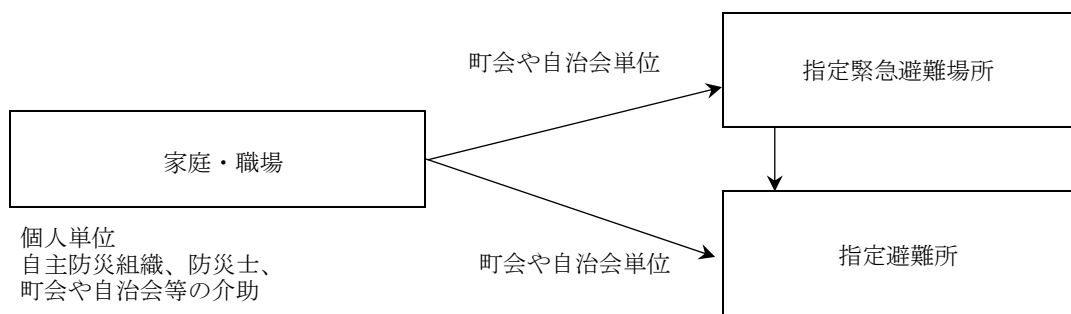 町会や自治会単位
指定緊急避難場所
家庭・職場
個人単位
自主防災組織、防災士、
町会や自治会等の介助
町会や自治会単位
指定避難所